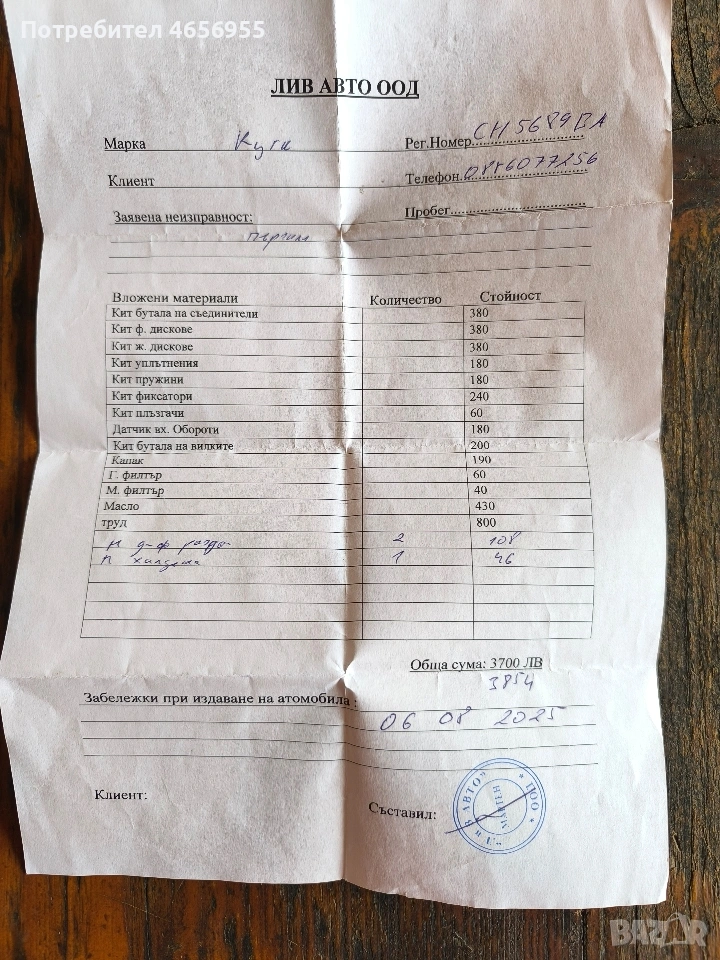 Потребител 4656955
ЛИВ АВТО ООД
Марка Куга Рег.Номер СН5689ВА
Клиент Телефон. 0886077256
Заявена неизправност: Пробег
Вложени материали Количество Стойност
Кит бутала на съединители 380
Кит ф. дискове 380
Кит ж. дискове 380
Кит уплътнения 180
Кит пружини 180
Кит фиксатори 240
Кит плъзгачи 60
Датчик вх. Обороти 180
Кит бутала на вилките 200
Капак 190
Г. филтър 60
М. филтър 40
Масло 430
труд 800
2 108
1 46
Обща сума: 3700 ЛВ
3854
Забележки при издаване на атомобила :
06 08 2025
Клиент: Съставил:
BAZAR